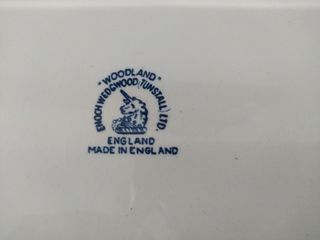 "WOODLAND"
ENOCH WEDGWOOD (TUNSTALL) LTD.
ENGLAND
MADE IN ENGLAND